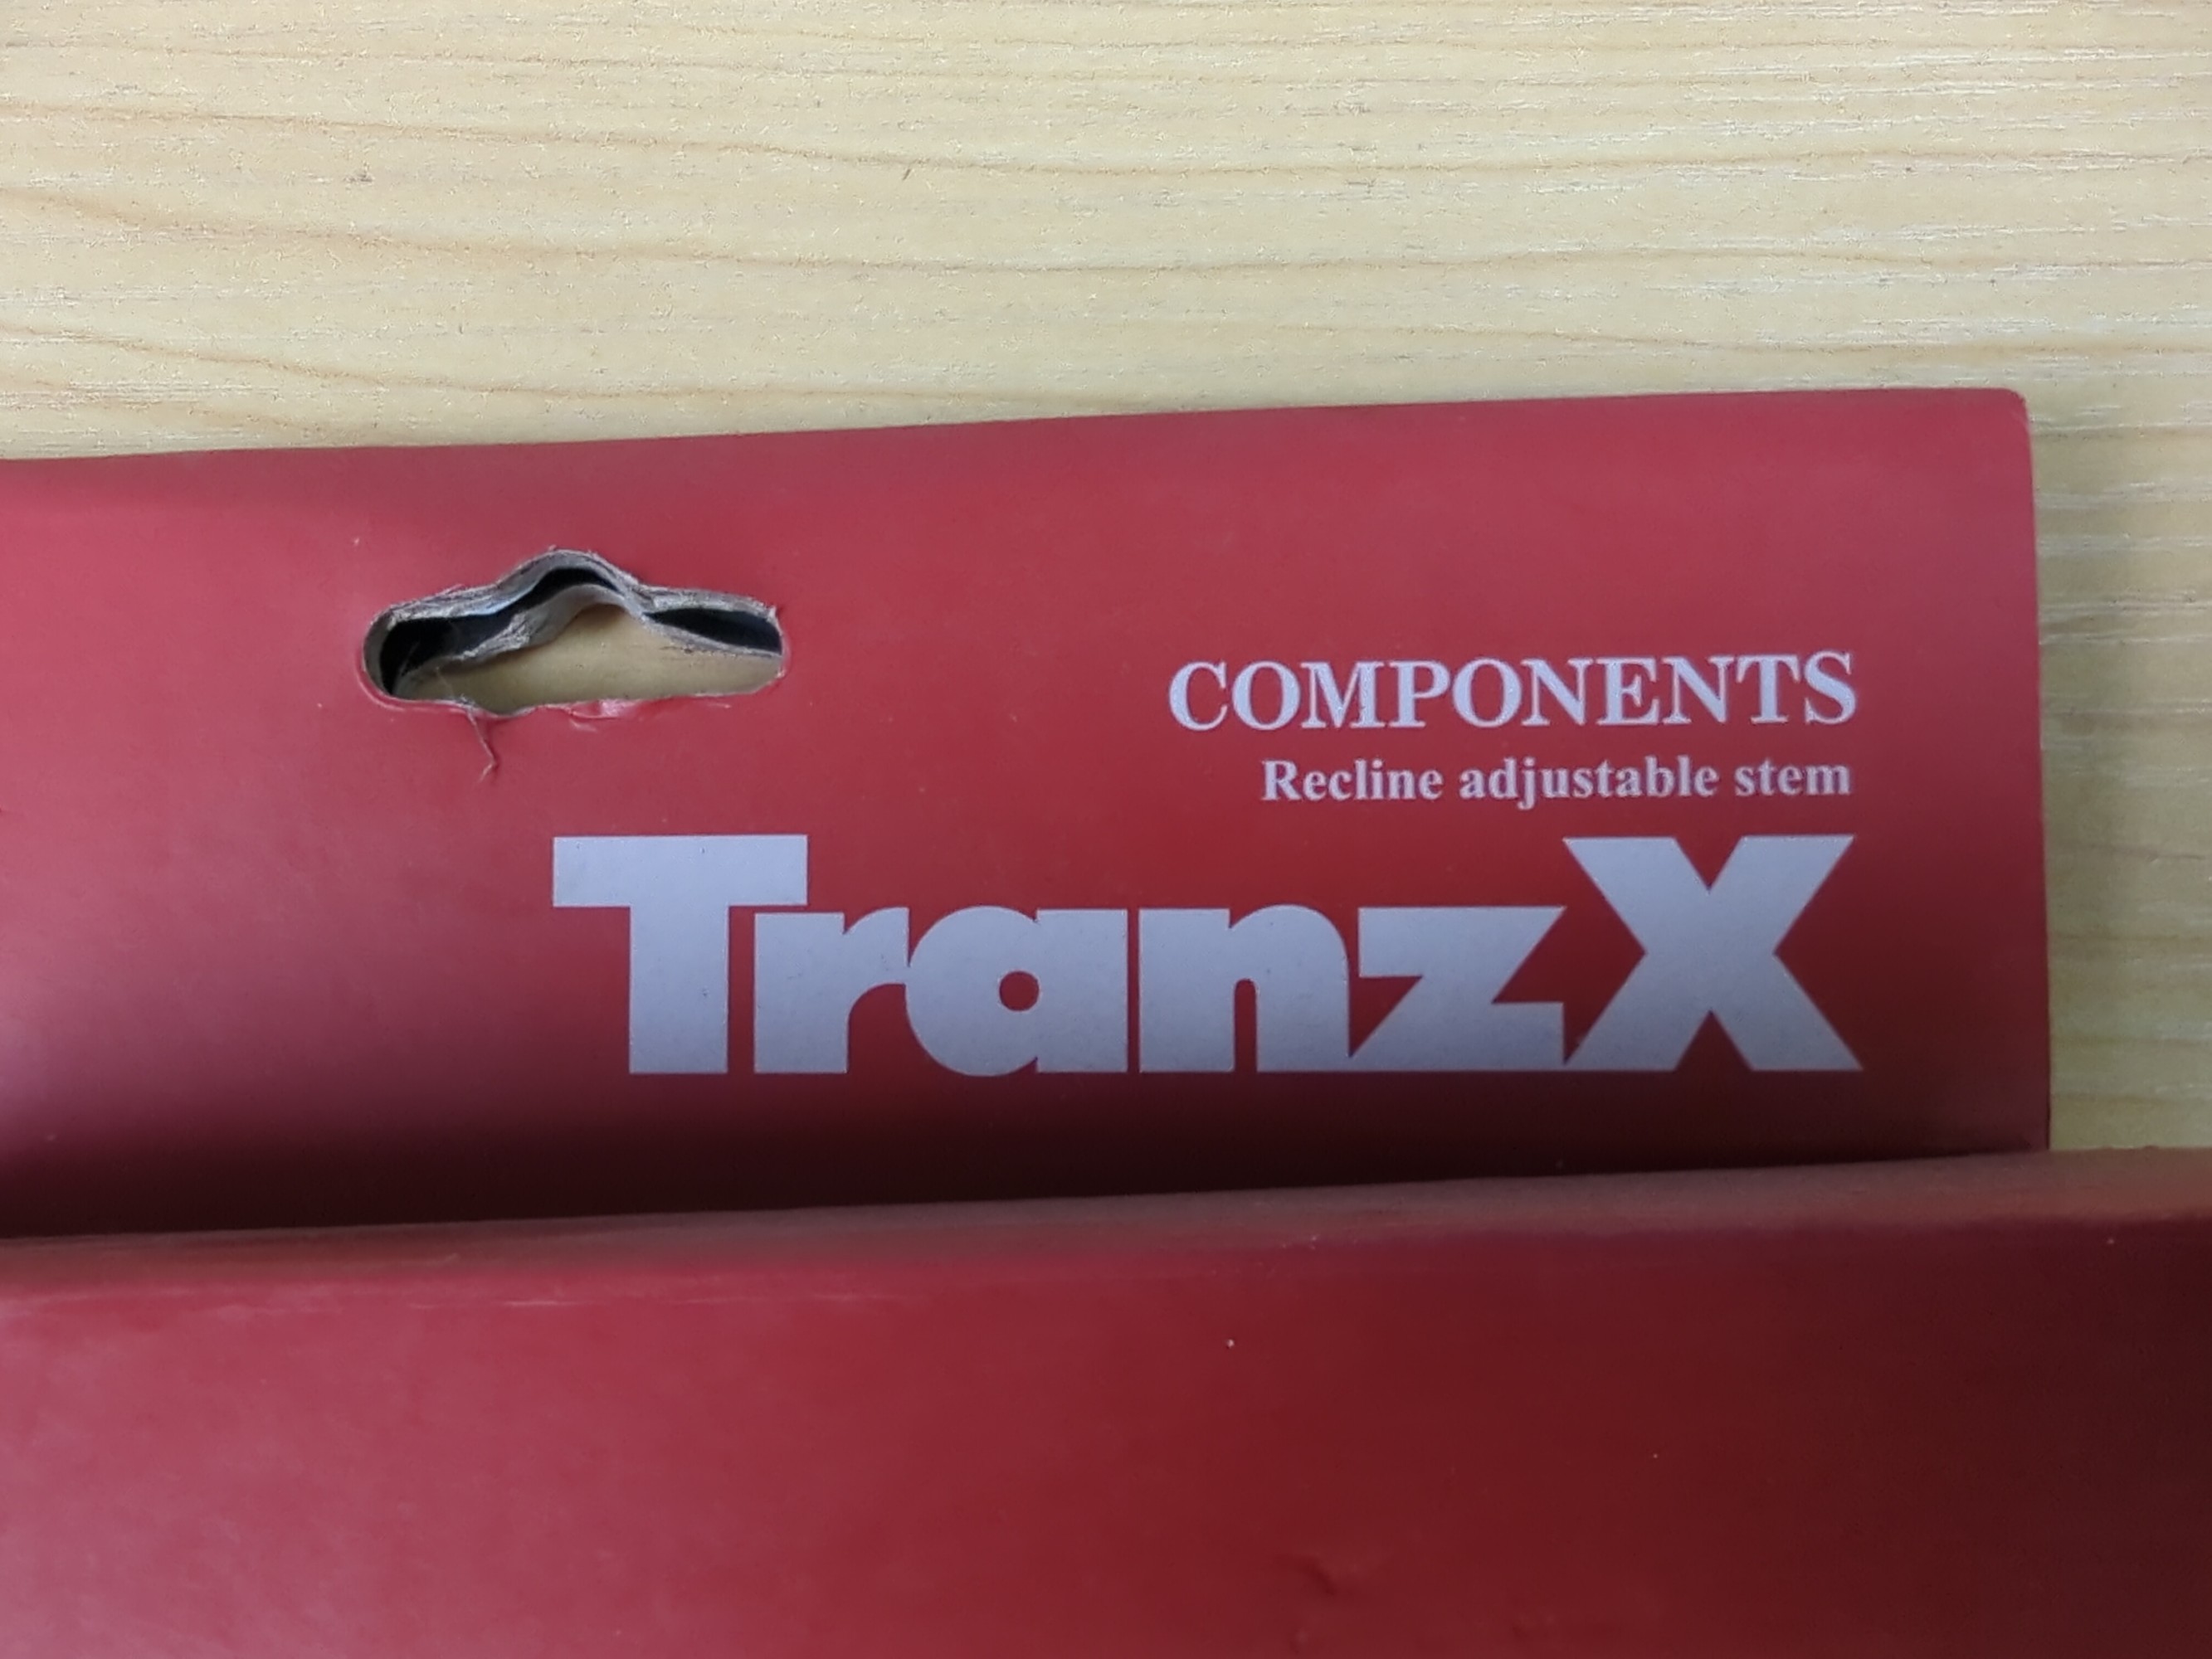 COMPONENTS
Recline adjustable stem
TranzX